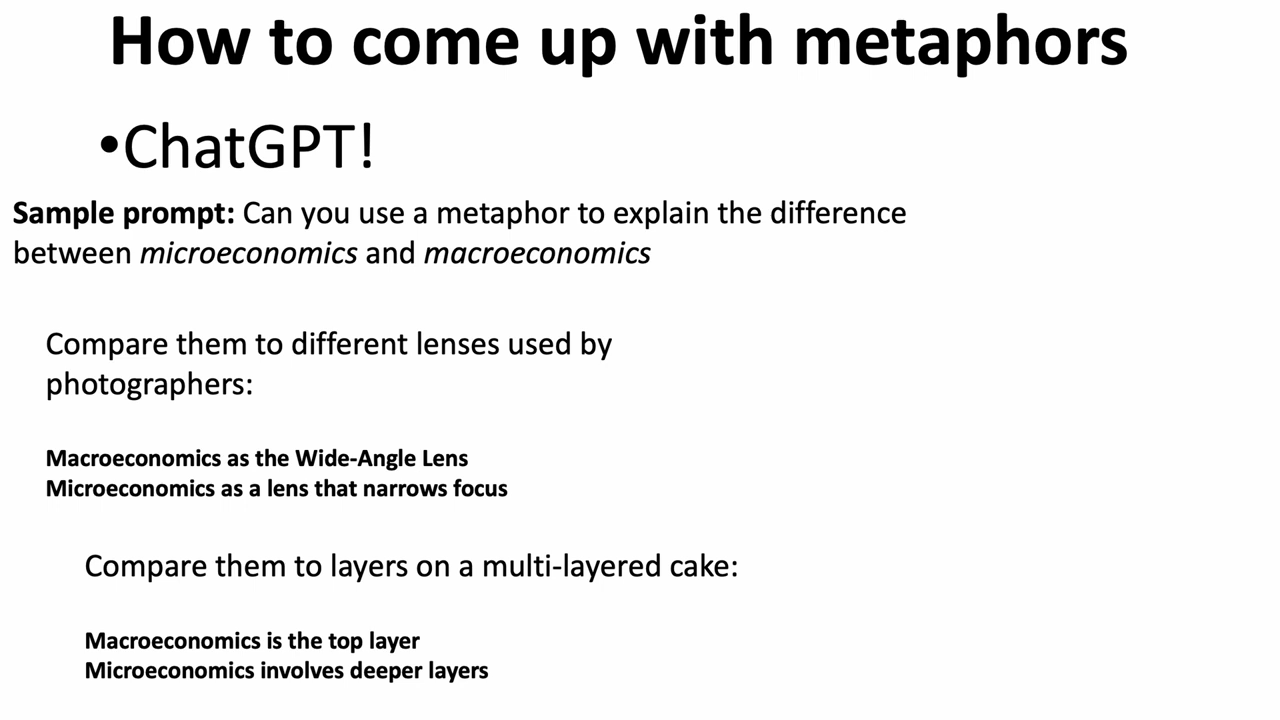 How to come up with metaphors
•ChatGPT!
Sample prompt: Can you use a metaphor to explain the difference
between microeconomics and macroeconomics
Compare them to different lenses used by
photographers:
Macroeconomics as the Wide-Angle Lens
Microeconomics as a lens that narrows focus
Compare them to layers on a multi-layered cake:
Macroeconomics is the top layer
Microeconomics involves deeper layers